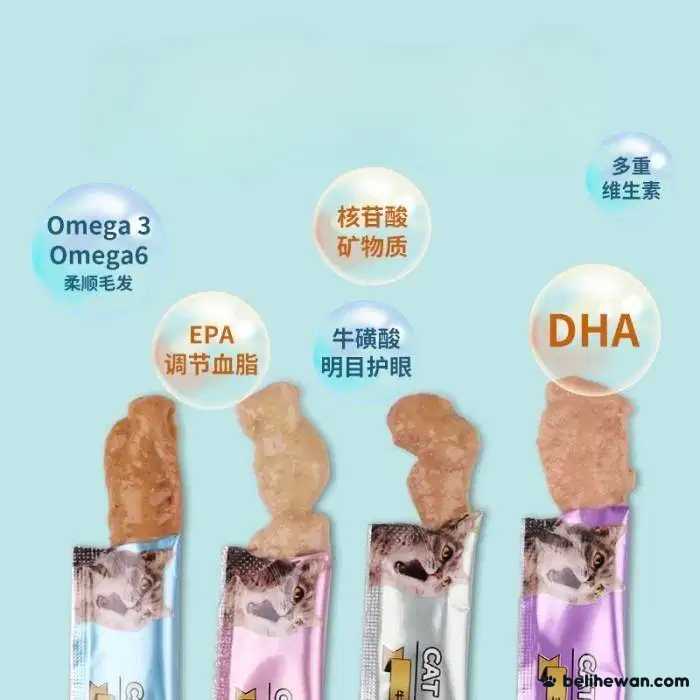 多重
维生素
核苷酸
矿物质
Omega 3
Omega6
柔顺毛发
EPA
调节血脂
牛磺酸
明目护眼
DHA
CAT
belihewan.com